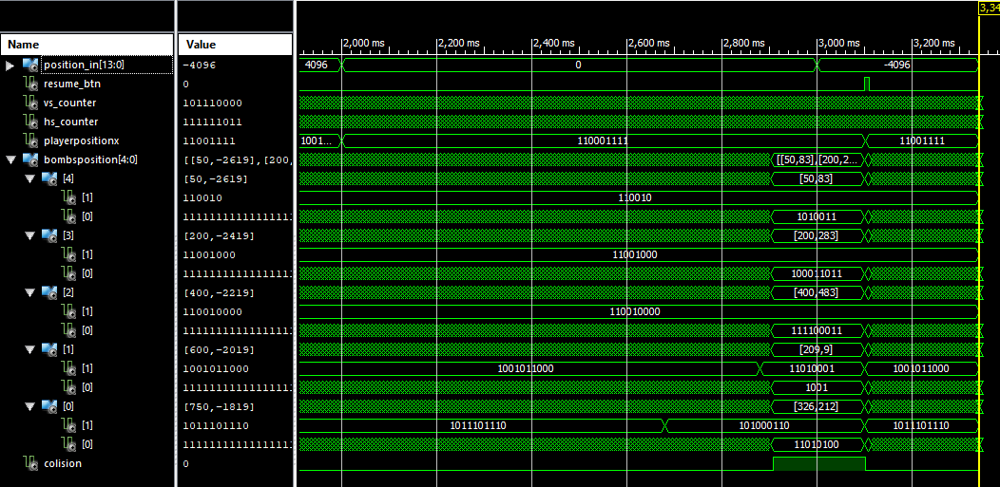 3,34
Name Value 2,000 ms 2,200 ms 2,400 ms 2,600 ms 2,800 ms 3,000 ms 3,200 ms
position_in[13:0] -4096 4096 0 -4096
resume_btn 0
vs_counter 101110000
hs_counter 111111011
playerpositionx 11001111 1001... 110001111 11001111
bombsposition[4:0] [[50,-2619],[200, [[50,83],[200,2...
[4] [50,-2619] [50,83]
[1] 110010 110010
[0] 11111111111111111 1010011
[3] [200,-2419] [200,283]
[1] 11001000 11001000
[0] 11111111111111111 100011011
[2] [400,-2219] [400,483]
[1] 110010000 110010000
[0] 11111111111111111 111100011
[1] [600,-2019] [209,9]
[1] 1001011000 1001011000 11010001 1001011000
[0] 11111111111111111 1001
[0] [750,-1819] [326,212]
[1] 1011101110 1011101110 101000110 1011101110
[0] 11111111111111111 11010100
colision 0